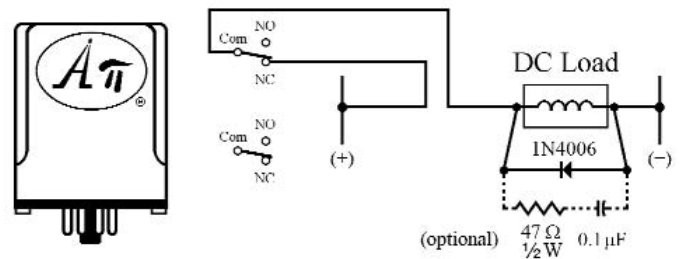 Aπ
®
Com
NO
NC
Com
NO
NC
(+)
DC Load
1N4006
(−)
(optional)
47 Ω
½ W
0.1 µF